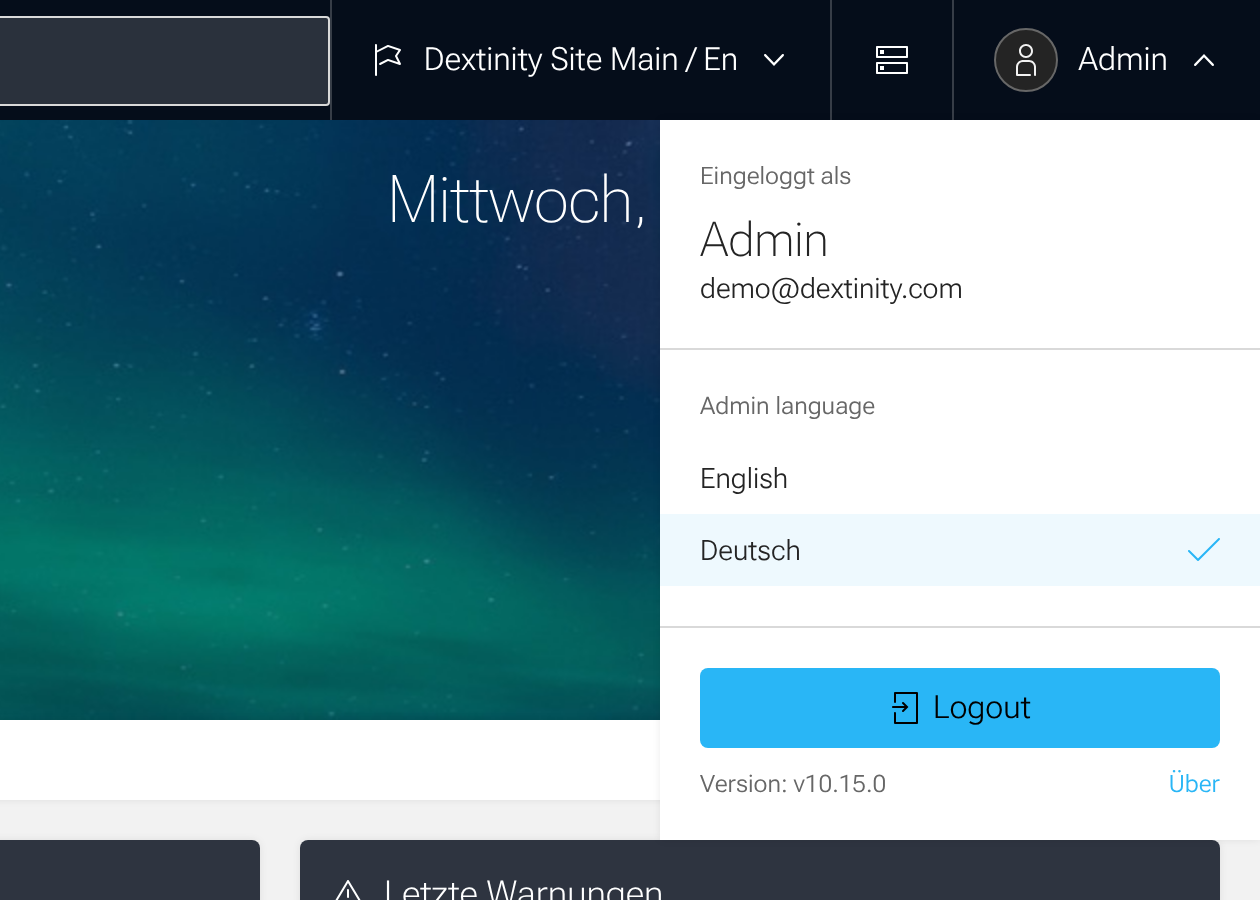 Dextinity Site Main / En
Admin
Mittwoch,
Eingeloggt als
Admin
demo@dextinity.com
Admin language
English
Deutsch
Logout
Version: v10.15.0
Über
Letzte Warnungen